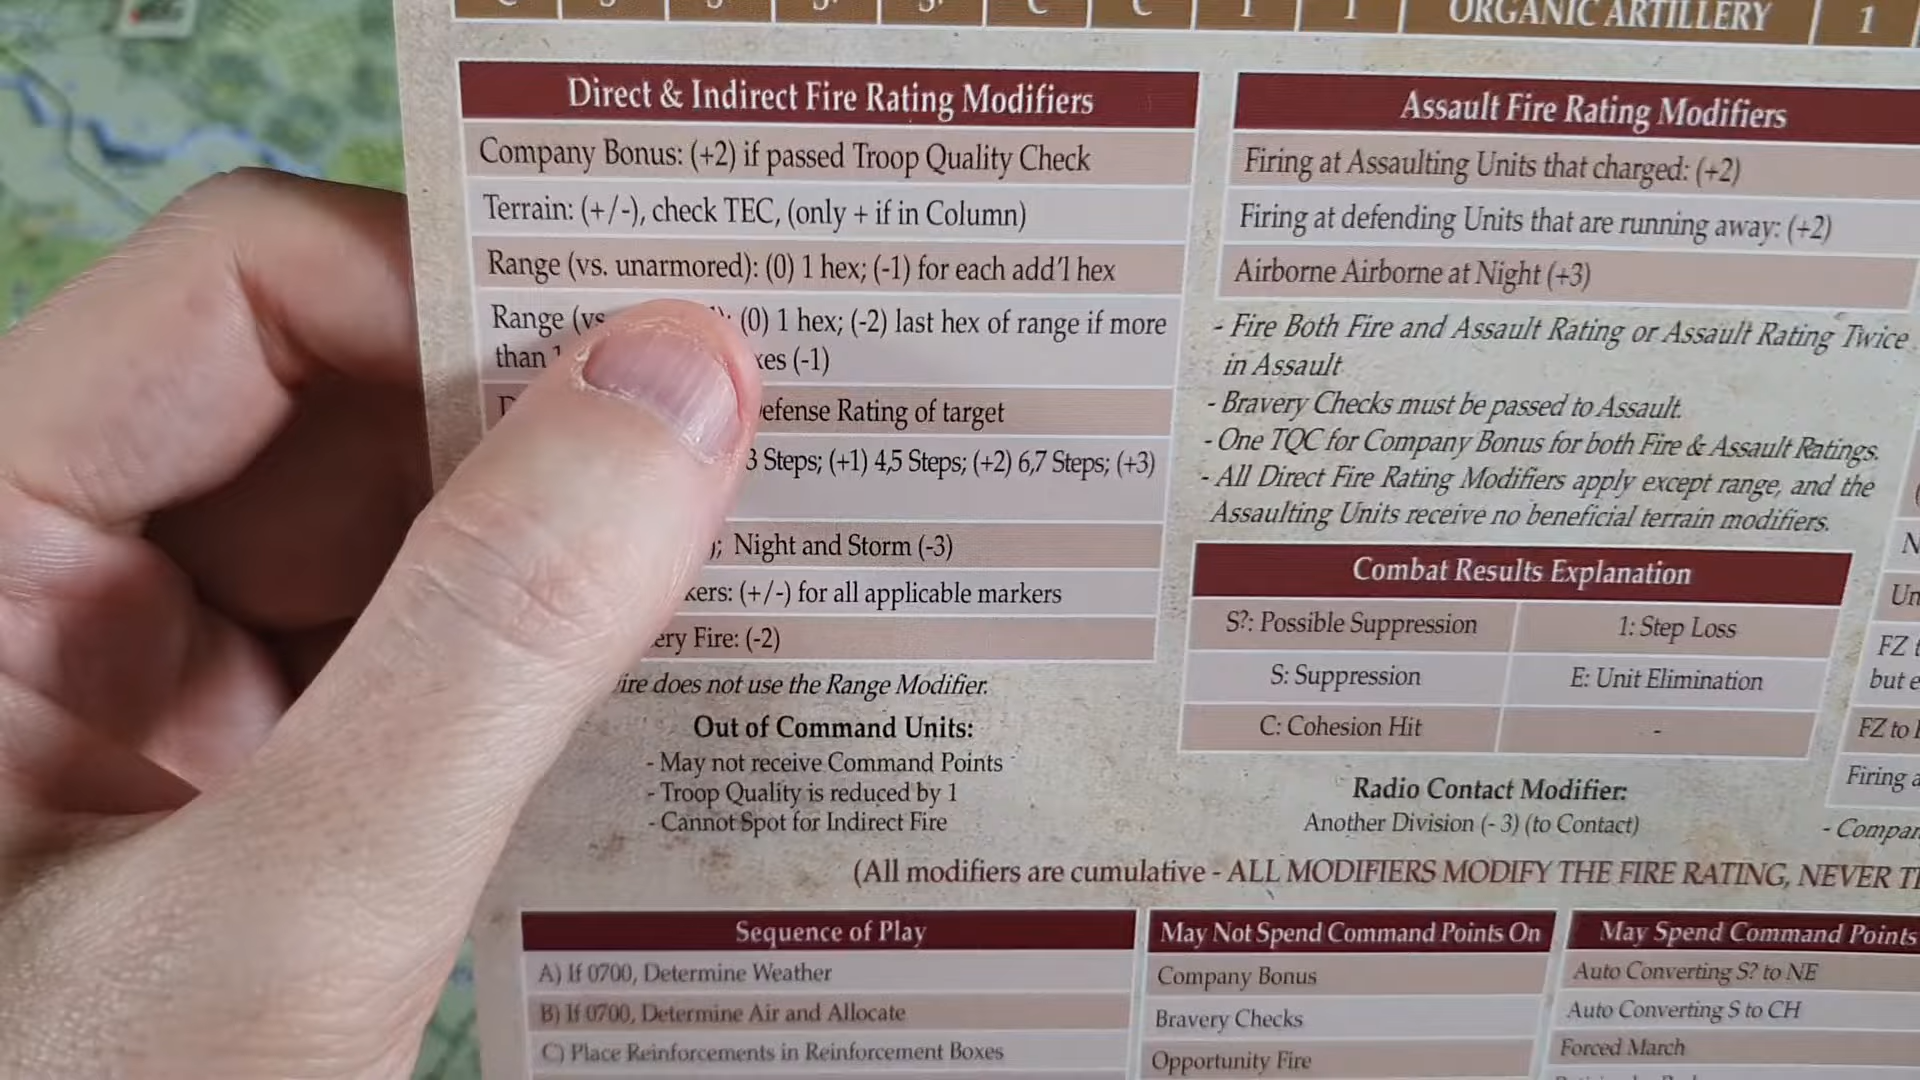 ORGANIC ARTILLERY 1
Direct & Indirect Fire Rating Modifiers
Company Bonus: (+2) if passed Troop Quality Check
Terrain: (+/-), check TEC, (only + if in Column)
Range (vs. unarmored): (0) 1 hex; (-1) for each add'l hex
Range (vs (0) 1 hex; (-2) last hex of range if more
than (-1)
Rating of target
3 Steps; (+1) 4,5 Steps; (+2) 6,7 Steps; (+3)
Night and Storm (-3)
(+/-) for all applicable markers
Fire: (-2)
does not use the Range Modifier.
Out of Command Units:
- May not receive Command Points
- Troop Quality is reduced by 1
- Cannot Spot for Indirect Fire
Assault Fire Rating Modifiers
Firing at Assaulting Units that charged: (+2)
Firing at defending Units that are running away: (+2)
Airborne Airborne at Night (+3)
- Fire Both Fire and Assault Rating or Assault Rating Twice
in Assault
- Bravery Checks must be passed to Assault.
- One TQC for Company Bonus for both Fire & Assault Ratings.
- All Direct Fire Rating Modifiers apply except range, and the
Assaulting Units receive no beneficial terrain modifiers.
Combat Results Explanation
S?: Possible Suppression 1: Step Loss
S: Suppression E: Unit Elimination
C: Cohesion Hit -
Radio Contact Modifier:
Another Division (- 3) (to Contact)
FZ
but
FZ to
Firing
(All modifiers are cumulative - ALL MODIFIERS MODIFY THE FIRE RATING, NEVER
Sequence of Play
A) If 0700, Determine Weather
B) If 0700, Determine Air and Allocate
C) Place Reinforcements in Reinforcement Boxes
May Not Spend Command Points On
Company Bonus
Bravery Checks
Opportunity Fire
May Spend Command Points
Auto Converting S? to NE
Auto Converting S to CH
Forced March